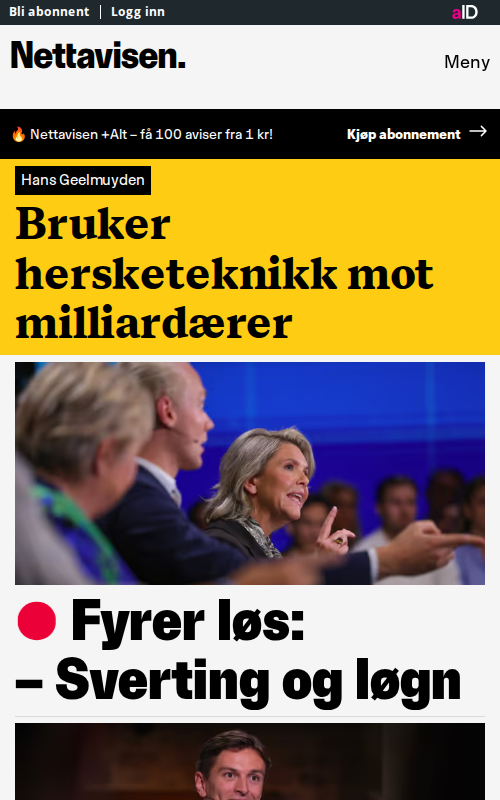 Bli abonnent | Logg inn
aID
Nettavisen.
Meny
🔥 Nettavisen +Alt – få 100 aviser fra 1 kr!
Kjøp abonnement →
Hans Geelmuyden
Bruker
hersketeknikk mot
milliardærer
🔴 Fyrer løs:
– Sverting og løgn